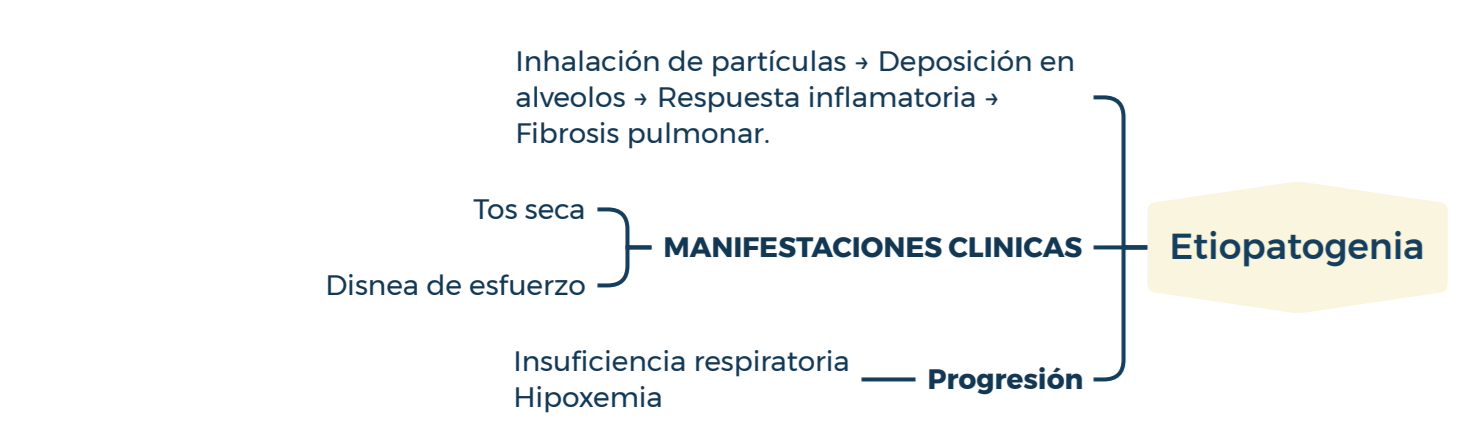 Inhalación de partículas → Deposición en
alveolos → Respuesta inflamatoria →
Fibrosis pulmonar.
Tos seca
MANIFESTACIONES CLINICAS
Etiopatogenia
Disnea de esfuerzo
Insuficiencia respiratoria
Hipoxemia
Progresión